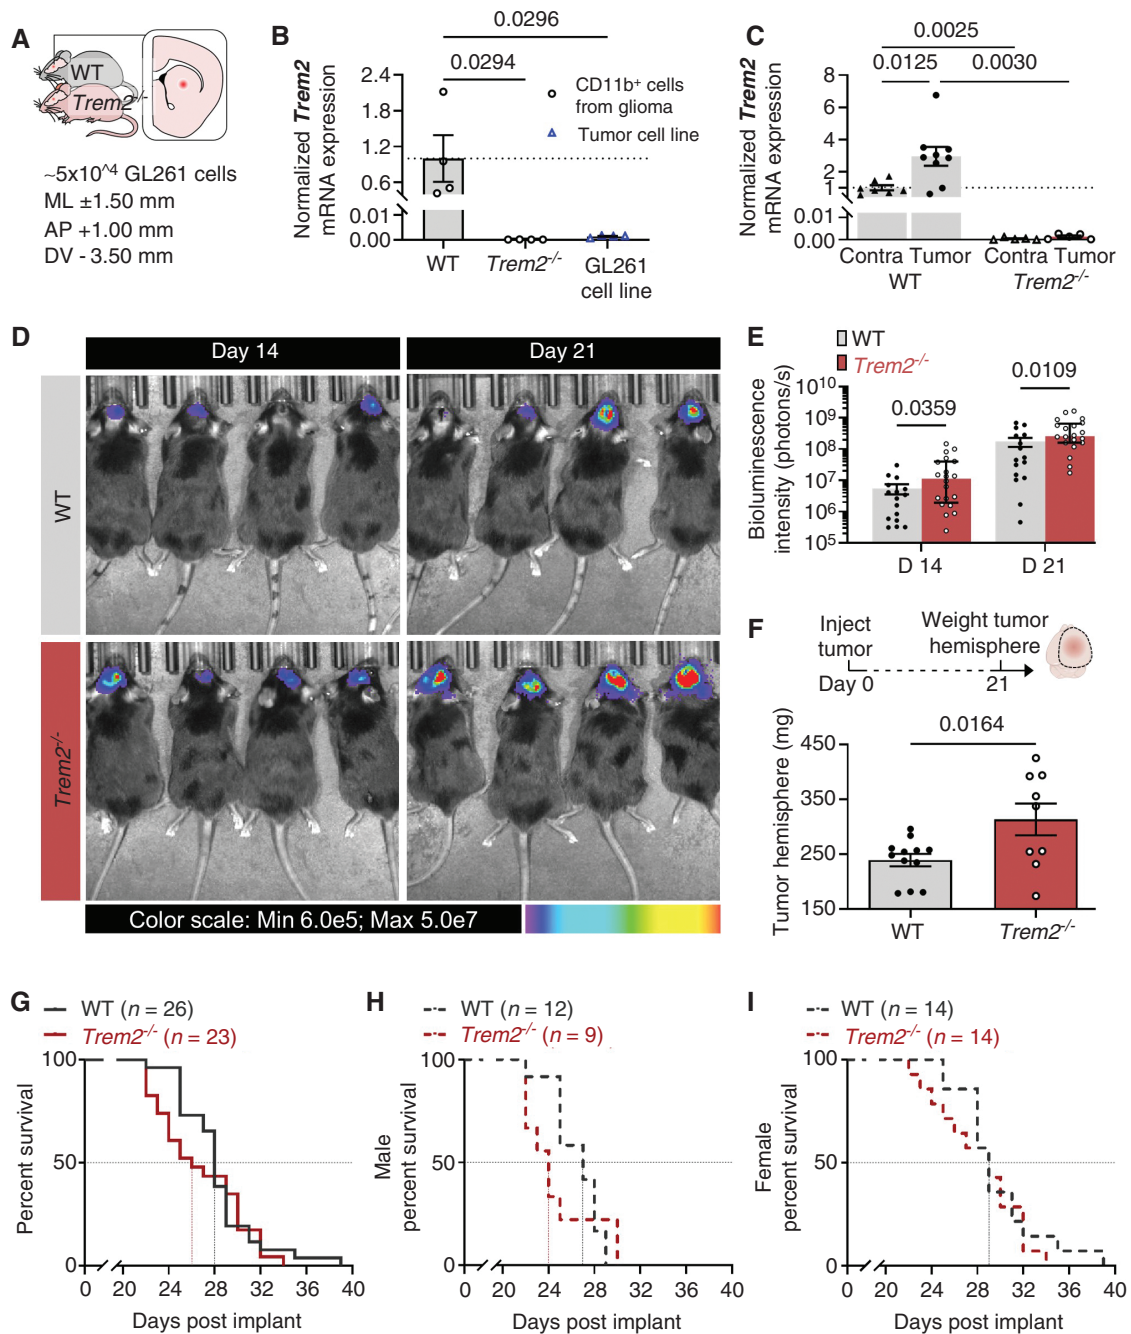 A
WT
Trem2-/-
~5x10^4 GL261 cells
ML ±1.50 mm
AP +1.00 mm
DV - 3.50 mm
B
0.0296
0.0294
Normalized Trem2
mRNA expression
2.4
1.8
1.2
0.6
0.01
0.00
CD11b+ cells
from glioma
Tumor cell line
WT
Trem2-/-
GL261
cell line
C
0.0025
0.0125
0.0030
Normalized Trem2
mRNA expression
8
6
4
2
1
0.01
0.00
Contra Tumor
WT
Contra Tumor
Trem2-/-
D
Day 14
Day 21
WT
Trem2-/-
Color scale: Min 6.0e5; Max 5.0e7
E
WT
Trem2-/-
0.0109
0.0359
Bioluminescence
intensity (photons/s)
10^10
10^9
10^8
10^7
10^6
10^5
D 14
D 21
F
Inject
tumor
Weight tumor
hemisphere
Day 0
21
0.0164
Tumor hemisphere (mg)
450
350
250
150
WT
Trem2-/-
G
WT (n = 26)
Trem2-/- (n = 23)
Percent survival
100
50
0
0 20 24 28 32 36 40
Days post implant
H
WT (n = 12)
Trem2-/- (n = 9)
Male
percent survival
100
50
0
0 20 24 28 32 36 40
Days post implant
I
WT (n = 14)
Trem2-/- (n = 14)
Female
percent survival
100
50
0
0 20 24 28 32 36 40
Days post implant